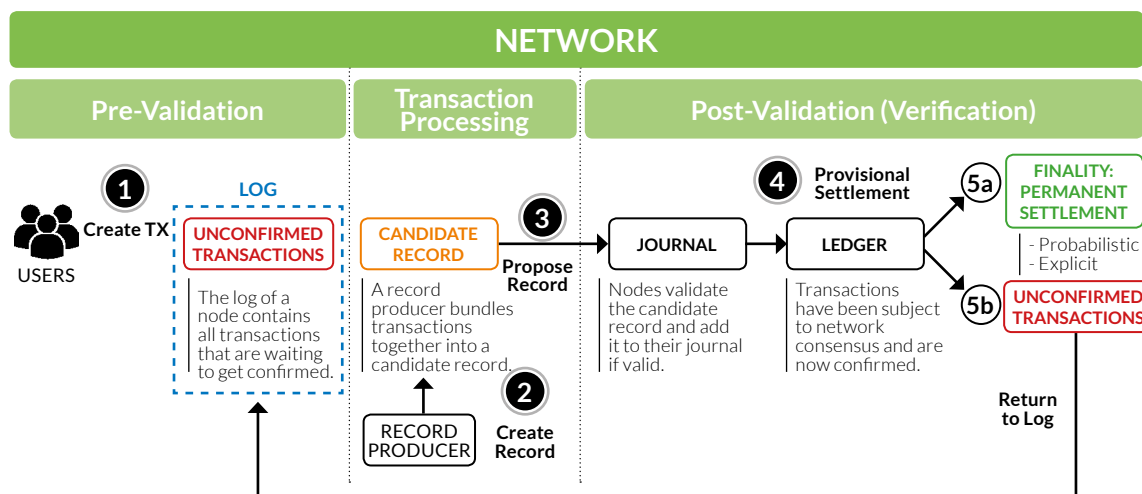 NETWORK
Pre-Validation
Transaction
Processing
Post-Validation (Verification)
1
Create TX
USERS
LOG
UNCONFIRMED
TRANSACTIONS
The log of a
node contains
all transactions
that are waiting
to get confirmed.
CANDIDATE
RECORD
A record
producer bundles
transactions
together into a
candidate record.
RECORD
PRODUCER
2
Create
Record
3
Propose
Record
JOURNAL
Nodes validate
the candidate
record and add
it to their journal
if valid.
4
Provisional
Settlement
LEDGER
Transactions
have been subject
to network
consensus and are
now confirmed.
5a
FINALITY:
PERMANENT
SETTLEMENT
- Probabilistic
- Explicit
5b
UNCONFIRMED
TRANSACTIONS
Return
to Log